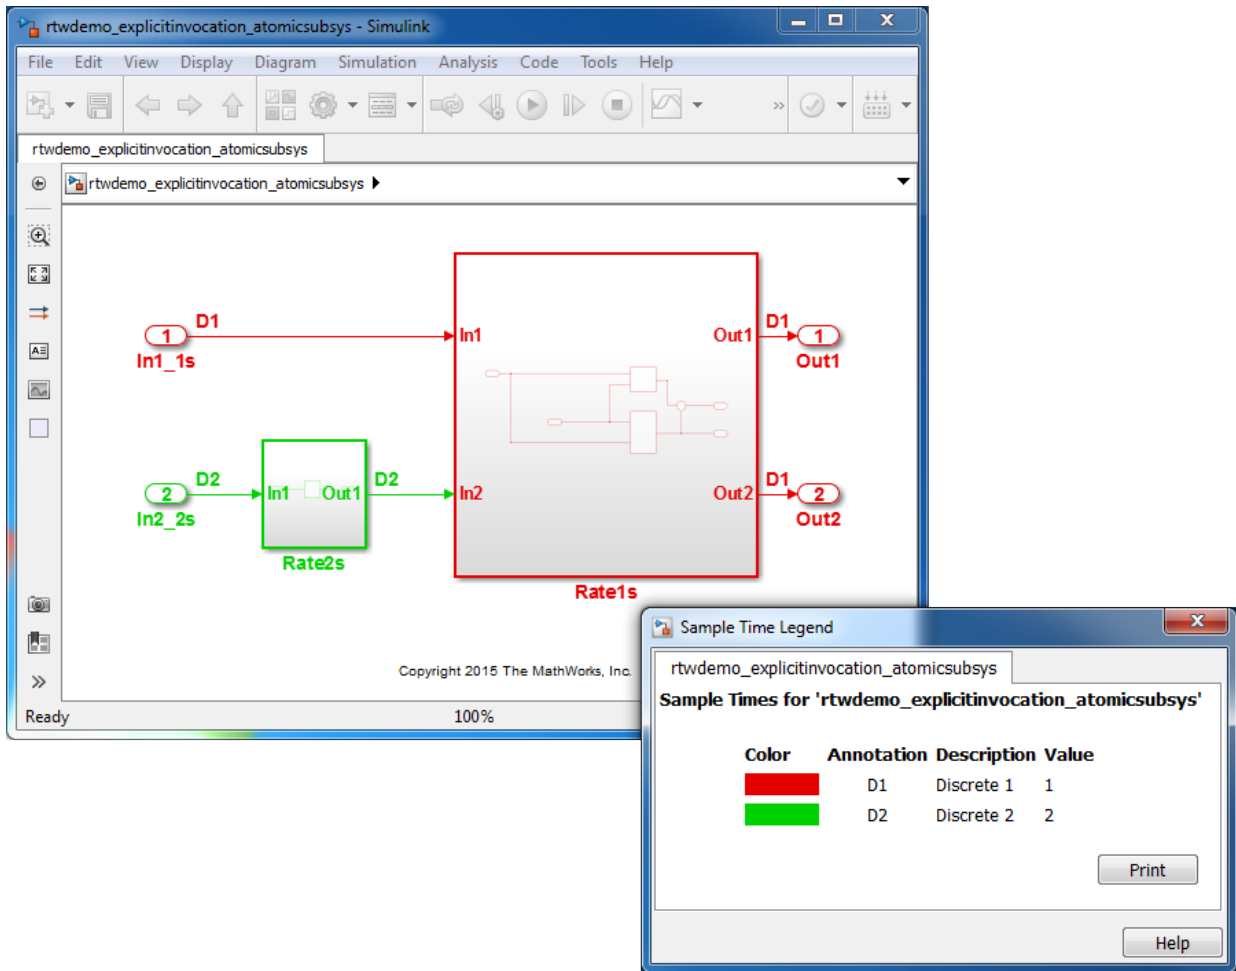 rtwdemo_explicitinvocation_atomicsubsys - Simulink
File Edit View Display Diagram Simulation Analysis Code Tools Help
rtwdemo_explicitinvocation_atomicsubsys
rtwdemo_explicitinvocation_atomicsubsys
D1
1
In1_1s
In1
Out1
D1
1
Out1
D2
2
In2_2s
In1
Out1
Rate2s
D2
In2
Out2
D1
2
Out2
Rate1s
Copyright 2015 The MathWorks, Inc.
Ready
100%
Sample Time Legend
rtwdemo_explicitinvocation_atomicsubsys
Sample Times for 'rtwdemo_explicitinvocation_atomicsubsys'
Color Annotation Description Value
D1 Discrete 1 1
D2 Discrete 2 2
Print
Help